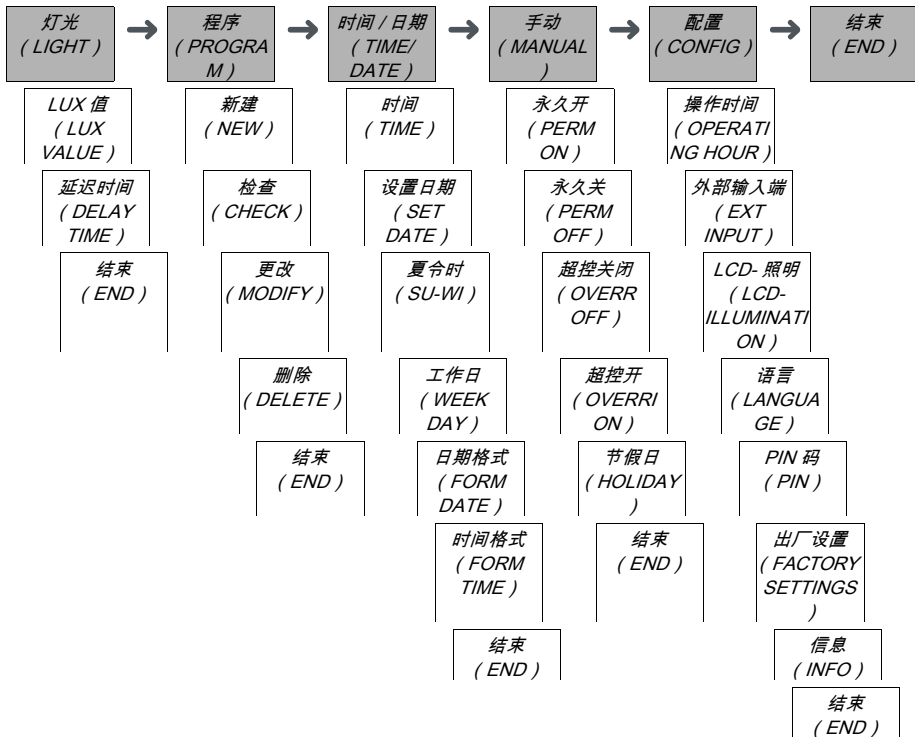 灯光
( LIGHT )
程序
( PROGRA
M )
时间 / 日期
( TIME/
DATE )
手动
( MANUAL
)
配置
( CONFIG )
结束
( END )
LUX 值
( LUX
VALUE )
延迟时间
( DELAY
TIME )
结束
( END )
新建
( NEW )
检查
( CHECK )
更改
( MODIFY )
删除
( DELETE )
结束
( END )
时间
( TIME )
设置日期
( SET
DATE )
夏令时
( SU-WI )
工作日
( WEEK
DAY )
日期格式
( FORM
DATE )
时间格式
( FORM
TIME )
结束
( END )
永久开
( PERM
ON )
永久关
( PERM
OFF )
超控关闭
( OVERR
OFF )
超控开
( OVERRI
ON )
节假日
( HOLIDAY
)
结束
( END )
操作时间
( OPERATI
NG HOUR )
外部输入端
( EXT
INPUT )
LCD- 照明
( LCD-
ILLUMINATI
ON )
语言
( LANGUA
GE )
PIN 码
( PIN )
出厂设置
( FACTORY
SETTINGS
)
信息
( INFO )
结束
( END )